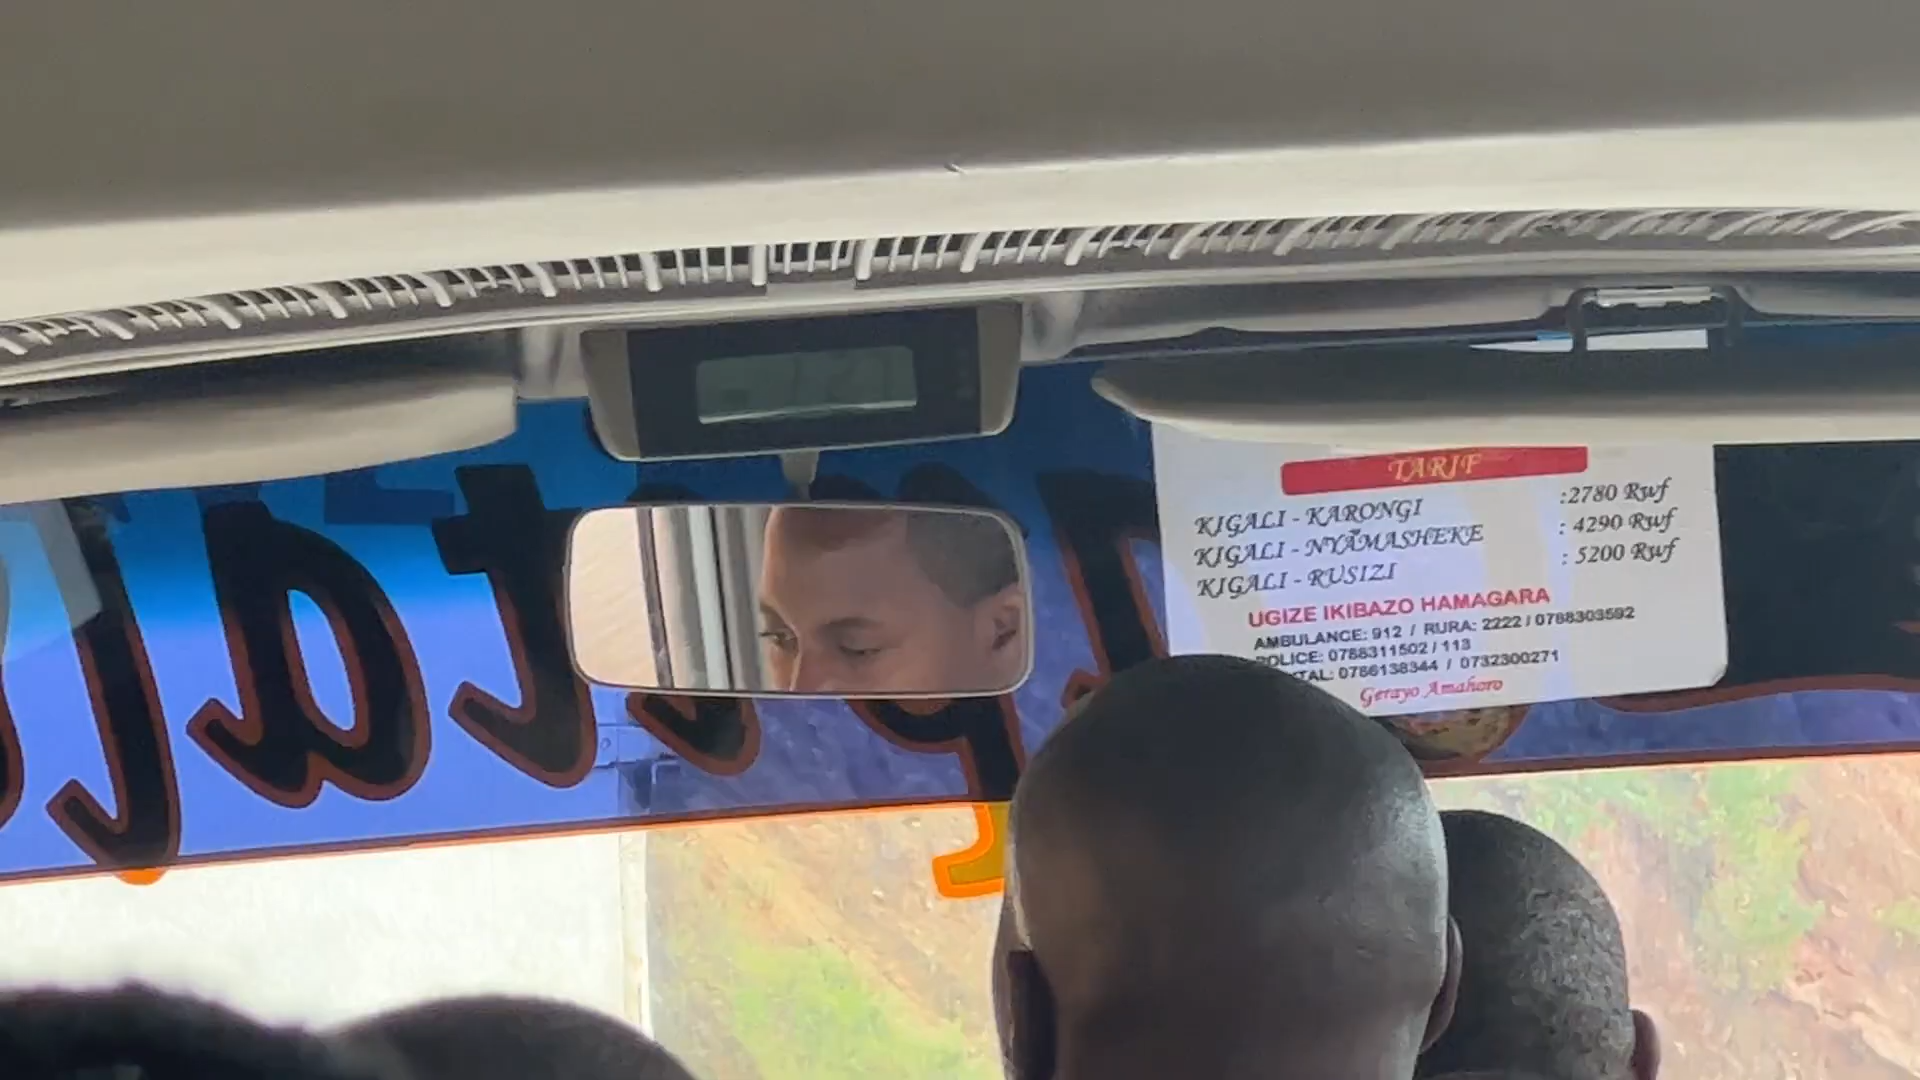 TARIF
KIGALI - KARONGI :2780 Rwf
KIGALI - NYAMASHEKE : 4290 Rwf
KIGALI - RUSIZI : 5200 Rwf
UGIZE IKIBAZO HAMAGARA
AMBULANCE: 912 / RURA: 2222 / 0788303592
POLICE: 0788311502 / 113
TAL: 0786138344 / 0732300271
Gerayo Amahoro